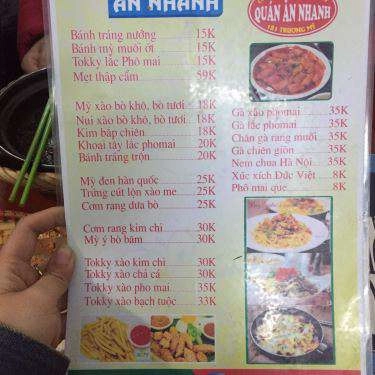 ĂN NHANH
QUÁN ĂN NHANH
181 TRƯƠNG MỸ
Bánh tráng nướng 15K
Bánh mỳ muối ớt 15K
Tokky lắc Phô mai 15K
Mẹt thập cẩm 59K
Mỳ xào bò khô, bò tươi 18K
Nui xào bò khô, bò tươi 18K
Kim bắp chiên 18K
Khoai tây lắc phomai 20K
Bánh tráng trộn 20K
Mỳ đen hàn quốc 25K
Trứng cút lộn xào me 25K
Cơm rang dưa bò 25K
Cơm rang kim chi 30K
Mỳ ý bò băm 30K
Tokky xào kim chi 30K
Tokky xào chả cá 30K
Tokky xào pho mai 35K
Tokky xào bạch tuộc 33K
Gà xào phomai 35K
Gà lắc phomai 35K
Chân gà rang muối 35K
Gà chiên giòn 35K
Nem chua Hà Nội 35K
Xúc xích Đức Việt 8K
Phô mai que 8K